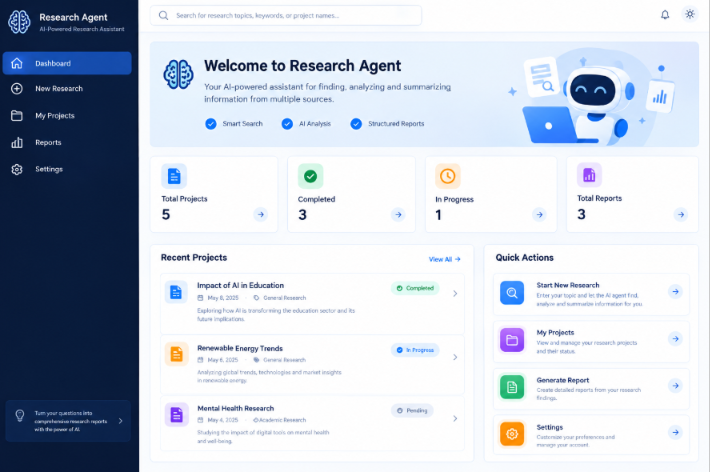 Research Agent
AI-Powered Research Assistant
Dashboard
New Research
My Projects
Reports
Settings
Turn your questions into
comprehensive research reports
with the power of AI.
Search for research topics, keywords, or project names...
Welcome to Research Agent
Your AI-powered assistant for finding, analyzing and summarizing
information from multiple sources.
Smart Search
AI Analysis
Structured Reports
Total Projects
5
Completed
3
In Progress
1
Total Reports
3
Recent Projects
View All
Impact of AI in Education
Completed
May 8, 2025
General Research
Exploring how AI is transforming the education sector and its
future implications.
Renewable Energy Trends
In Progress
May 6, 2025
General Research
Analyzing global trends, technologies and market insights
in renewable energy.
Mental Health Research
Pending
May 4, 2025
Academic Research
Studying the impact of digital tools on mental health
and well-being.
Quick Actions
Start New Research
Enter your topic and let the AI agent find,
analyze and summarize information for you.
My Projects
View and manage your research projects
and their status.
Generate Report
Create detailed reports from your research
findings.
Settings
Customize your preferences and
manage your account.